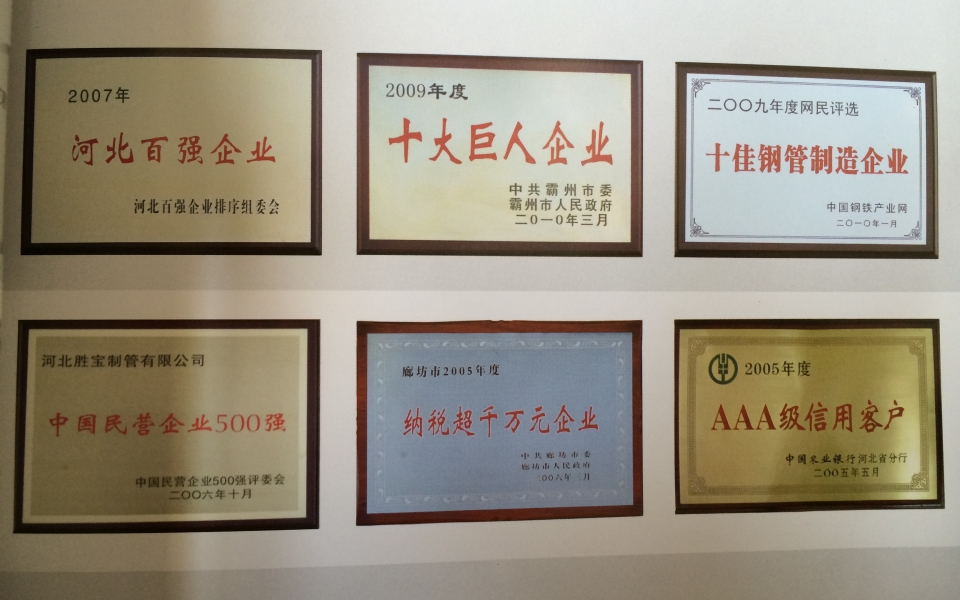 2007年
河北百强企业
河北百强企业排序组委会
2009年度
十大巨人企业
中共霸州市委
霸州市人民政府
二〇一〇年三月
二〇〇九年度网民评选
十佳钢管制造企业
中国钢铁产业网
二〇一〇年一月
河北胜宝制管有限公司
中国民营企业500强
中国民营企业500强评委会
二〇〇六年十月
廊坊市2005年度
纳税超千万元企业
中共廊坊市委
廊坊市人民政府
二〇〇六年三月
2005年度
AAA级信用客户
中国农业银行河北省分行
二〇〇五年五月